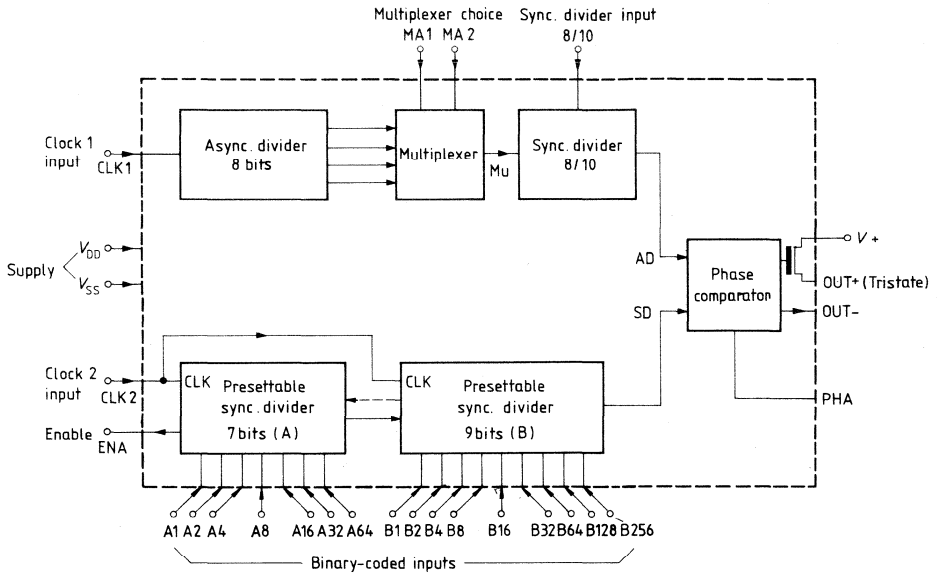 Multiplexer choice
MA1 MA2
Sync. divider input
8/10
Clock 1
input
CLK1
Async. divider
8 bits
Multiplexer
Mu
Sync. divider
8/10
Supply
VDD
VSS
AD
SD
Phase
comparator
V+
OUT+ (Tristate)
OUT-
PHA
Clock 2
input
CLK2
Enable
ENA
CLK
Presettable
sync. divider
7 bits (A)
CLK
Presettable
sync. divider
9 bits (B)
A1 A2 A4 A8 A16 A32 A64 B1 B2 B4 B8 B16 B32 B64 B128 B256
Binary-coded inputs